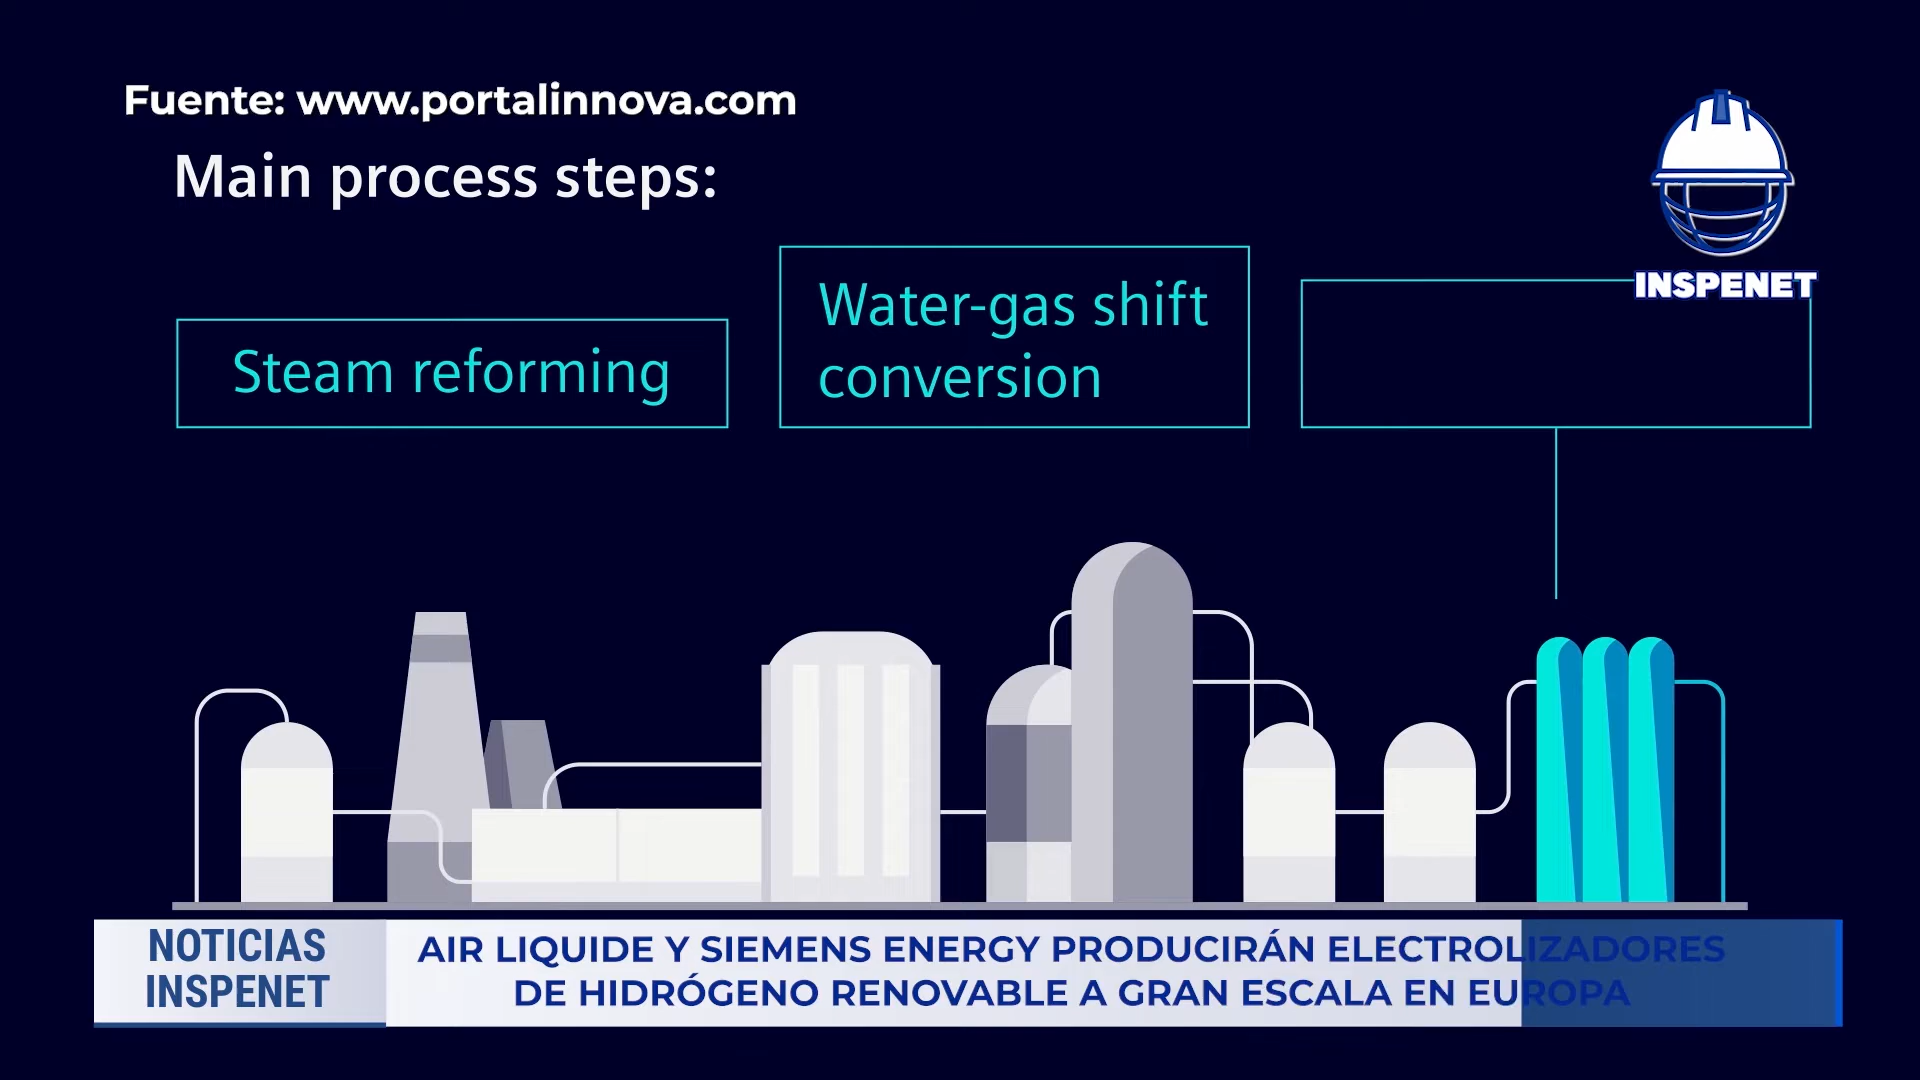 Fuente: www.portalinnova.com
Main process steps:
INSPENET
Steam reforming
Water-gas shift
conversion
NOTICIAS
INSPENET
AIR LIQUIDE Y SIEMENS ENERGY PRODUCIRÁN ELECTROLIZADORES
DE HIDRÓGENO RENOVABLE A GRAN ESCALA EN EUROPA